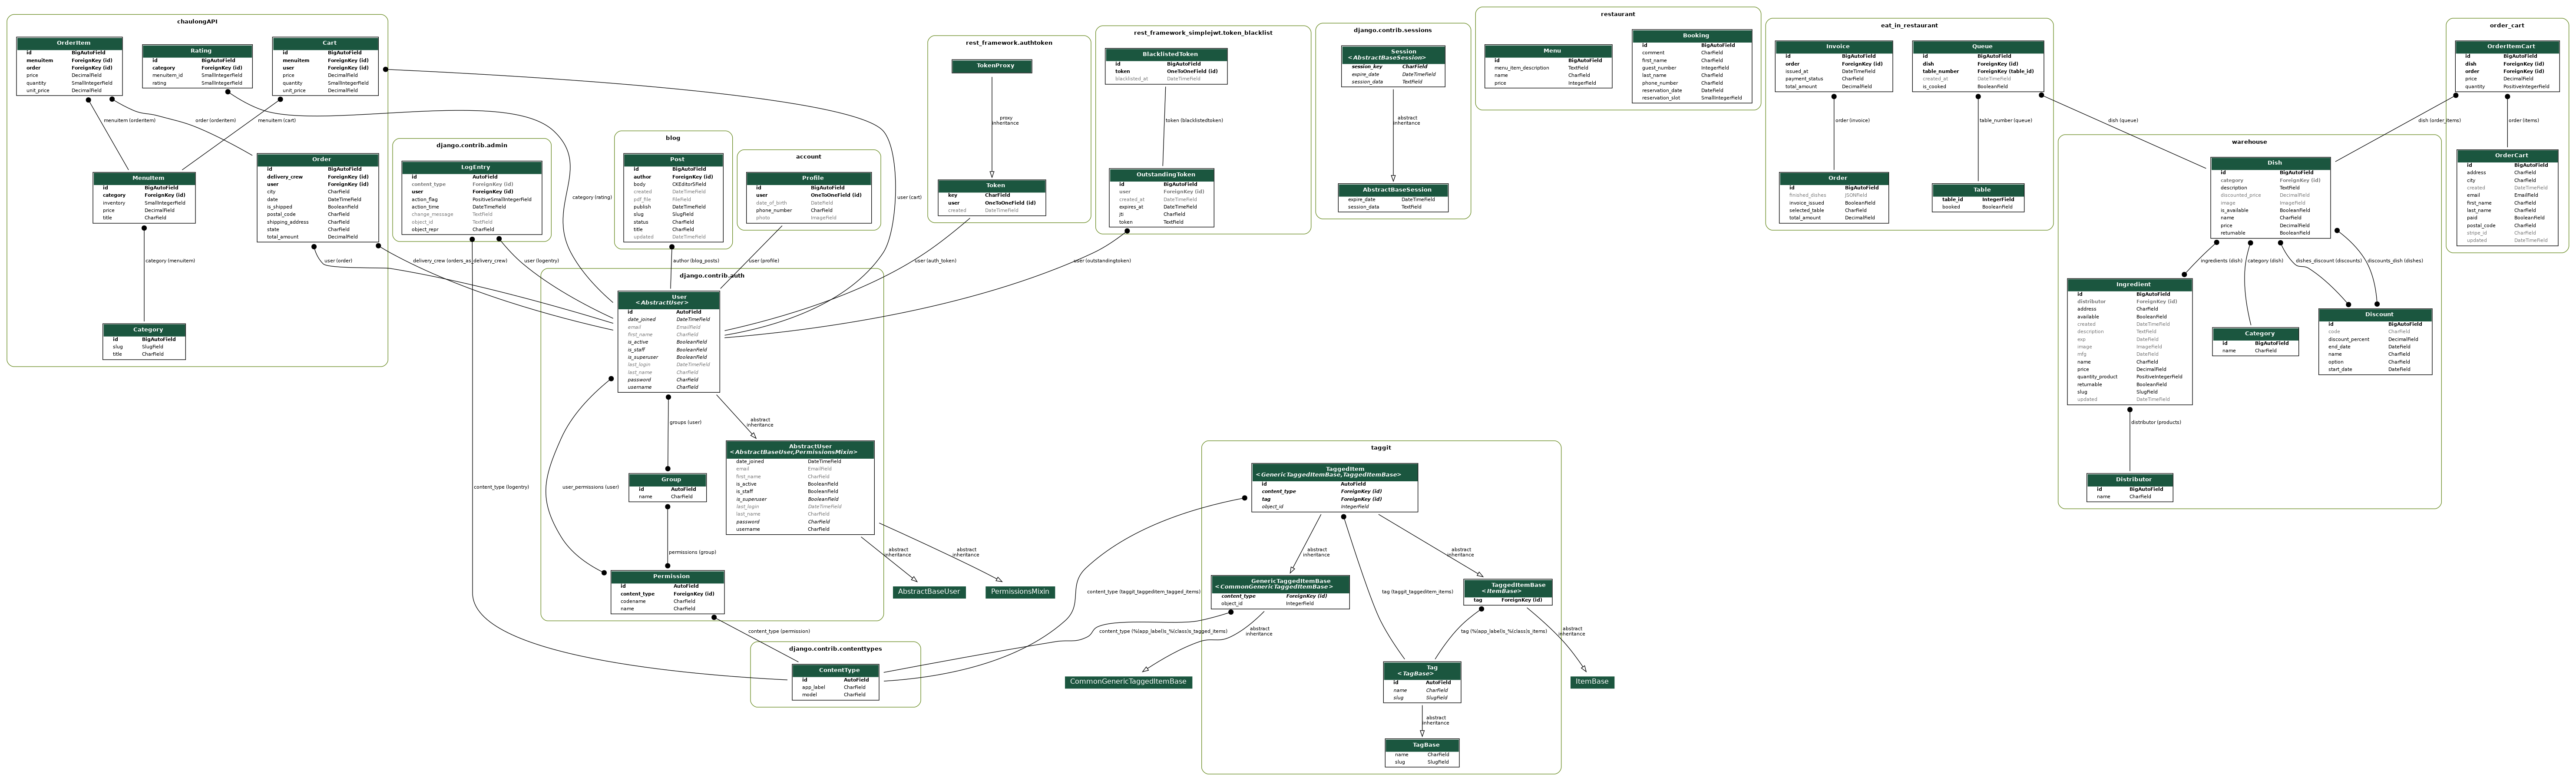 chaulongAPI
OrderItem
id BigAutoField
menuitem ForeignKey (id)
order ForeignKey (id)
price DecimalField
quantity SmallIntegerField
unit_price DecimalField
Rating
id BigAutoField
category ForeignKey (id)
menuitem_id SmallIntegerField
rating SmallIntegerField
Cart
id BigAutoField
menuitem ForeignKey (id)
user ForeignKey (id)
price DecimalField
quantity SmallIntegerField
unit_price DecimalField
menuitem (orderitem)
order (orderitem)
menuitem (cart)
MenuItem
id BigAutoField
category ForeignKey (id)
inventory SmallIntegerField
price DecimalField
title CharField
Order
id BigAutoField
delivery_crew ForeignKey (id)
user ForeignKey (id)
city CharField
date DateTimeField
is_shipped BooleanField
postal_code CharField
shipping_address CharField
state CharField
total_amount DecimalField
category (menuitem)
user (order)
delivery_crew (orders_as_delivery_crew)
Category
id BigAutoField
slug SlugField
title CharField
django.contrib.admin
LogEntry
id AutoField
content_type ForeignKey (id)
user ForeignKey (id)
action_flag PositiveSmallIntegerField
action_time DateTimeField
change_message TextField
object_id TextField
object_repr CharField
user (logentry)
category (rating)
content_type (logentry)
blog
Post
id BigAutoField
author ForeignKey (id)
body CKEditor5Field
created DateTimeField
pdf_file FileField
publish DateTimeField
slug SlugField
status CharField
title CharField
updated DateTimeField
author (blog_posts)
account
Profile
id BigAutoField
user OneToOneField (id)
date_of_birth DateField
phone_number CharField
photo ImageField
user (profile)
user (cart)
django.contrib.auth
User
<AbstractUser>
id AutoField
date_joined DateTimeField
email EmailField
first_name CharField
is_active BooleanField
is_staff BooleanField
is_superuser BooleanField
last_login DateTimeField
last_name CharField
password CharField
username CharField
groups (user)
abstract
inheritance
user_permissions (user)
AbstractUser
<AbstractBaseUser,PermissionsMixin>
date_joined DateTimeField
email EmailField
first_name CharField
is_active BooleanField
is_staff BooleanField
is_superuser BooleanField
last_login DateTimeField
last_name CharField
password CharField
username CharField
Group
id AutoField
name CharField
permissions (group)
abstract
inheritance
abstract
inheritance
Permission
id AutoField
content_type ForeignKey (id)
codename CharField
name CharField
AbstractBaseUser
PermissionsMixin
content_type (permission)
django.contrib.contenttypes
ContentType
id AutoField
app_label CharField
model CharField
rest_framework.authtoken
TokenProxy
proxy
inheritance
Token
key CharField
user OneToOneField (id)
created DateTimeField
user (auth_token)
rest_framework_simplejwt.token_blacklist
BlacklistedToken
id BigAutoField
token OneToOneField (id)
blacklisted_at DateTimeField
token (blacklistedtoken)
OutstandingToken
id BigAutoField
user ForeignKey (id)
created_at DateTimeField
expires_at DateTimeField
jti CharField
token TextField
user (outstandingtoken)
django.contrib.sessions
Session
<AbstractBaseSession>
session_key CharField
expire_date DateTimeField
session_data TextField
abstract
inheritance
AbstractBaseSession
expire_date DateTimeField
session_data TextField
restaurant
Menu
id BigAutoField
menu_item_description TextField
name CharField
price IntegerField
Booking
id BigAutoField
comment CharField
first_name CharField
guest_number IntegerField
last_name CharField
phone_number CharField
reservation_date DateField
reservation_slot SmallIntegerField
eat_in_restaurant
Invoice
id BigAutoField
order ForeignKey (id)
issued_at DateTimeField
payment_status CharField
total_amount DecimalField
Queue
id BigAutoField
dish ForeignKey (id)
table_number ForeignKey (table_id)
created_at DateTimeField
is_cooked BooleanField
order (invoice)
table_number (queue)
dish (queue)
Order
id BigAutoField
finished_dishes JSONField
invoice_issued BooleanField
selected_table CharField
total_amount DecimalField
Table
table_id IntegerField
booked BooleanField
order_cart
OrderItemCart
id BigAutoField
dish ForeignKey (id)
order ForeignKey (id)
price DecimalField
quantity PositiveIntegerField
dish (order_items)
order (items)
OrderCart
id BigAutoField
address CharField
city CharField
created DateTimeField
email EmailField
first_name CharField
last_name CharField
paid BooleanField
postal_code CharField
stripe_id CharField
updated DateTimeField
warehouse
Dish
id BigAutoField
category ForeignKey (id)
description TextField
discounted_price DecimalField
image ImageField
is_available BooleanField
name CharField
price DecimalField
returnable BooleanField
ingredients (dish)
category (dish)
dishes_discount (discounts)
discounts_dish (dishes)
Ingredient
id BigAutoField
distributor ForeignKey (id)
address CharField
available BooleanField
created DateTimeField
description TextField
exp DateField
image ImageField
mfg DateField
name CharField
price DecimalField
quantity_product PositiveIntegerField
returnable BooleanField
slug SlugField
updated DateTimeField
Category
id BigAutoField
name CharField
Discount
id BigAutoField
code CharField
discount_percent DecimalField
end_date DateField
name CharField
option CharField
start_date DateField
distributor (products)
Distributor
id BigAutoField
name CharField
taggit
TaggedItem
<GenericTaggedItemBase,TaggedItemBase>
id AutoField
content_type ForeignKey (id)
tag ForeignKey (id)
object_id IntegerField
abstract
inheritance
abstract
inheritance
content_type (taggit_taggeditem_tagged_items)
tag (taggit_taggeditem_items)
GenericTaggedItemBase
<CommonGenericTaggedItemBase>
content_type ForeignKey (id)
object_id IntegerField
TaggedItemBase
<ItemBase>
tag ForeignKey (id)
content_type (%(app_label)s_%(class)s_tagged_items)
abstract
inheritance
tag (%(app_label)s_%(class)s_items)
abstract
inheritance
CommonGenericTaggedItemBase
Tag
<TagBase>
id AutoField
name CharField
slug SlugField
ItemBase
abstract
inheritance
TagBase
name CharField
slug SlugField